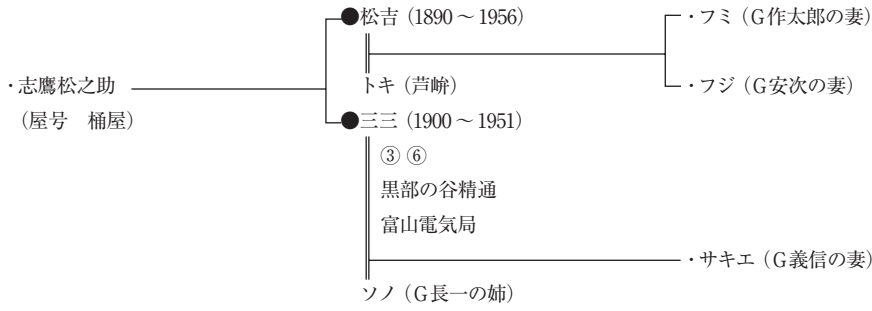 ●松吉（1890～1956）
・フミ（G作太郎の妻）
・志鷹松之助
トキ（芦峅）
・フジ（G安次の妻）
（屋号　桶屋）
●三三（1900～1951）
③ ⑥
黒部の谷精通
富山電気局
・サキエ（G義信の妻）
ソノ（G長一の姉）